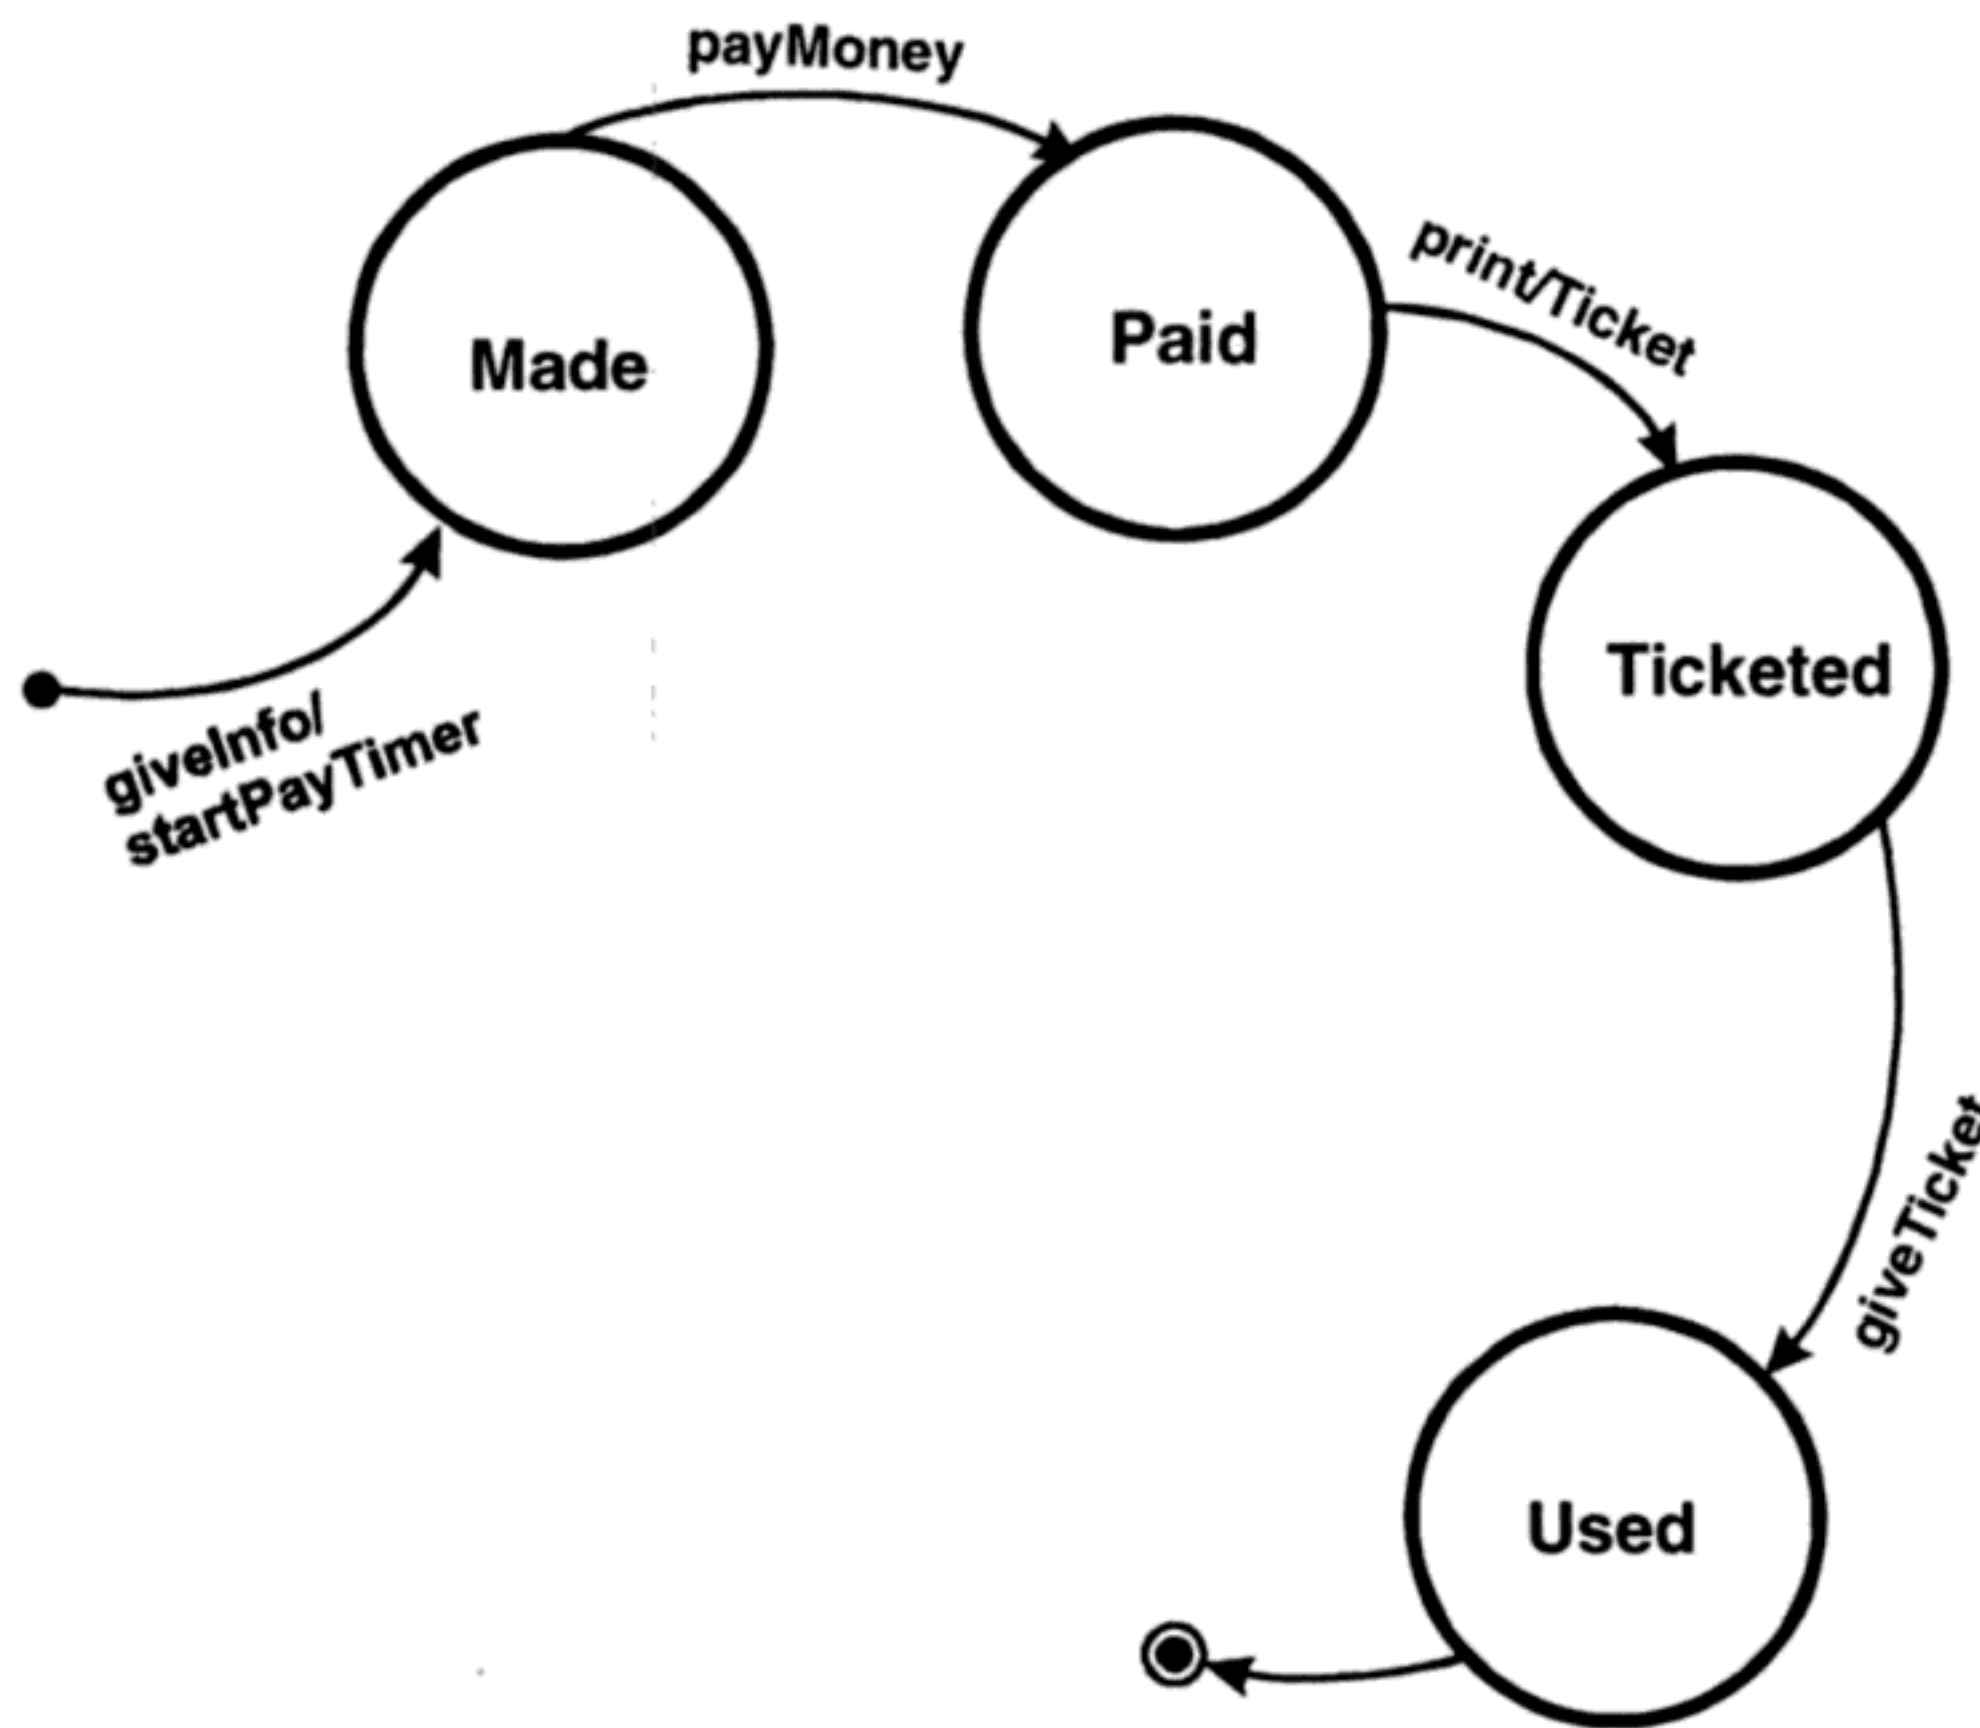 payMoney
Made
Paid
print/Ticket
Ticketed
giveInfo/
startPayTimer
giveTicket
Used